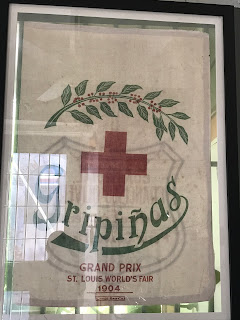 Gripiñas
GRAND PRIX
ST. LOUIS WORLD'S FAIR
1904